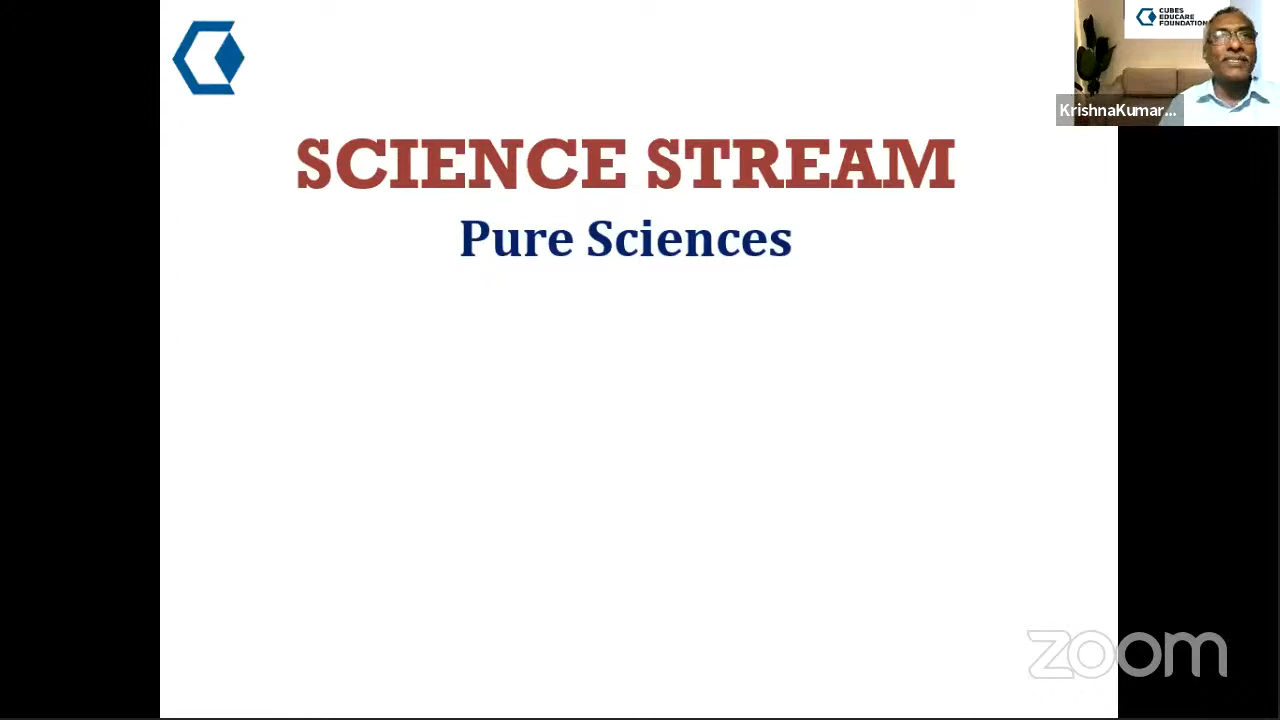 CUBES
EDUCARE
FOUNDATION
KrishnaKumar...
SCIENCE STREAM
Pure Sciences
zoom